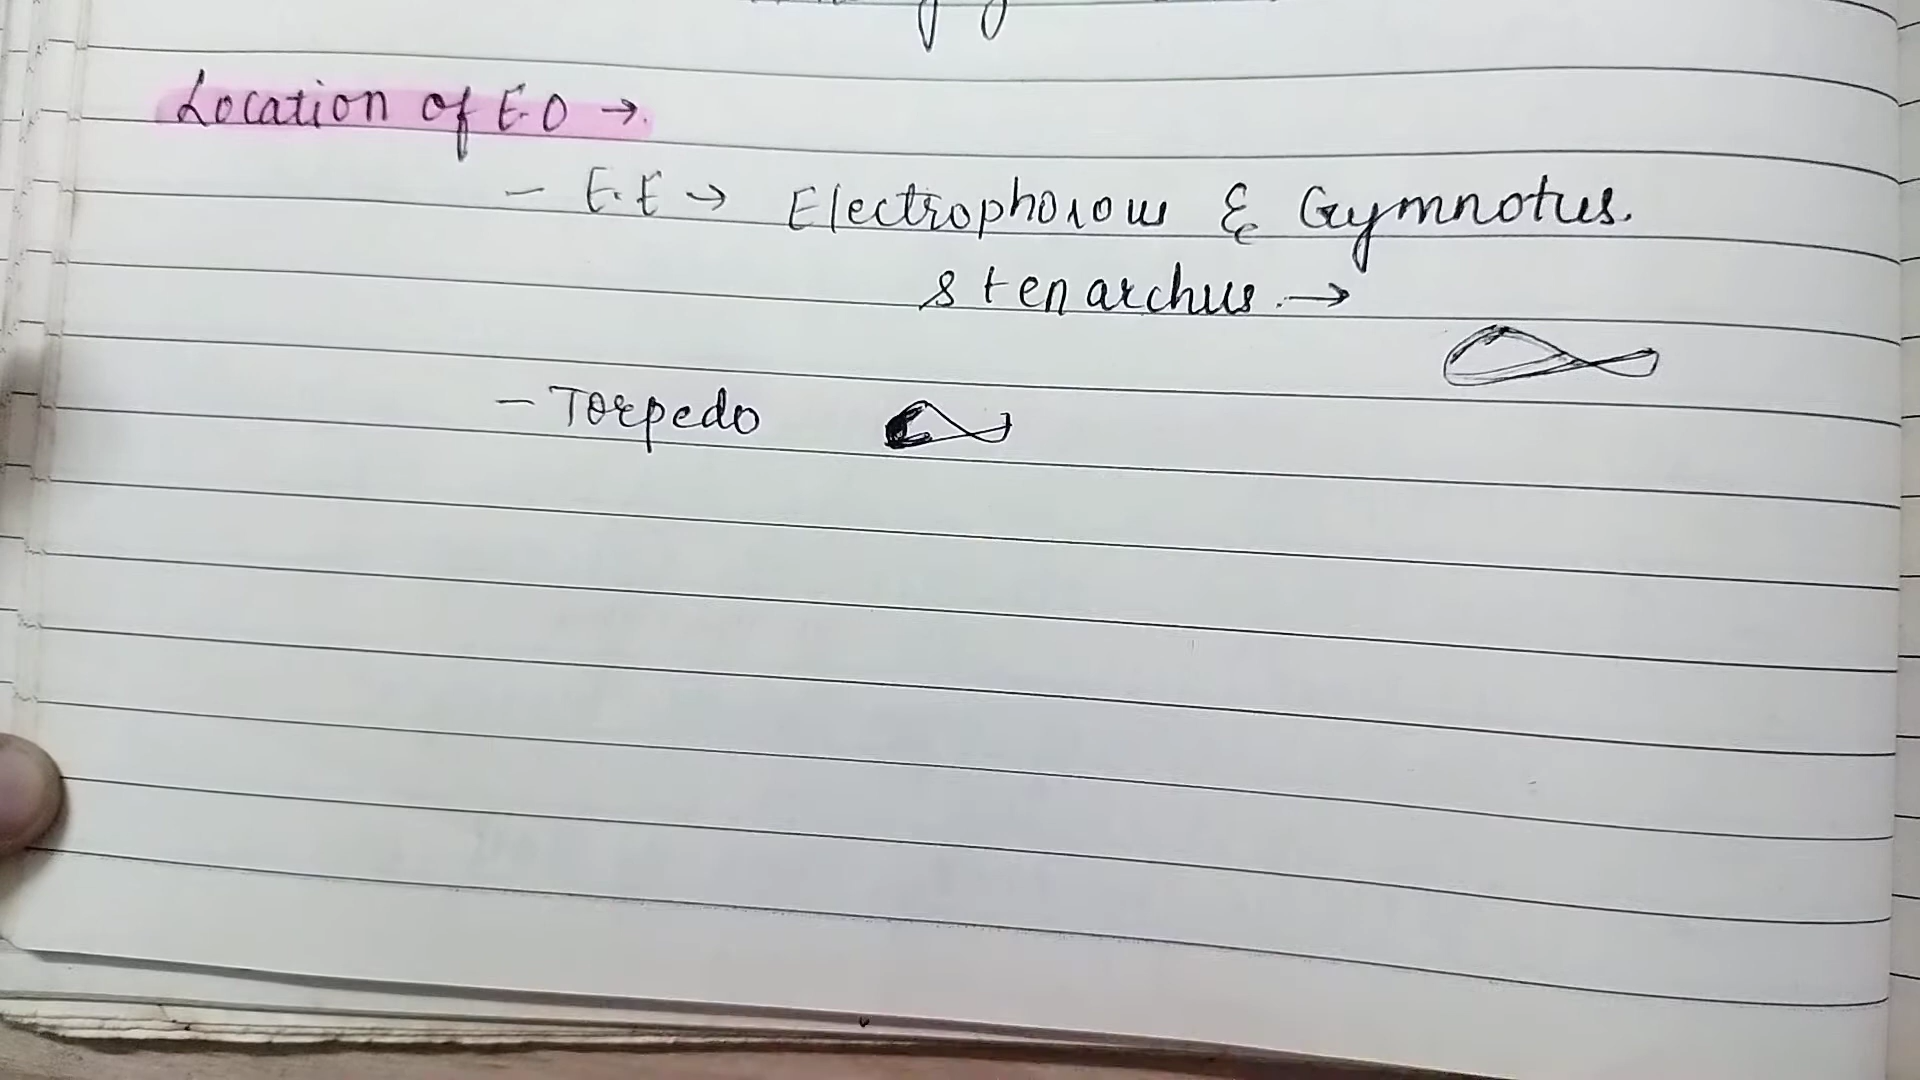 Location of E.O →.
– E.E → Electrophorous & Gymnotus.
stenarchus. →
– Torpedo